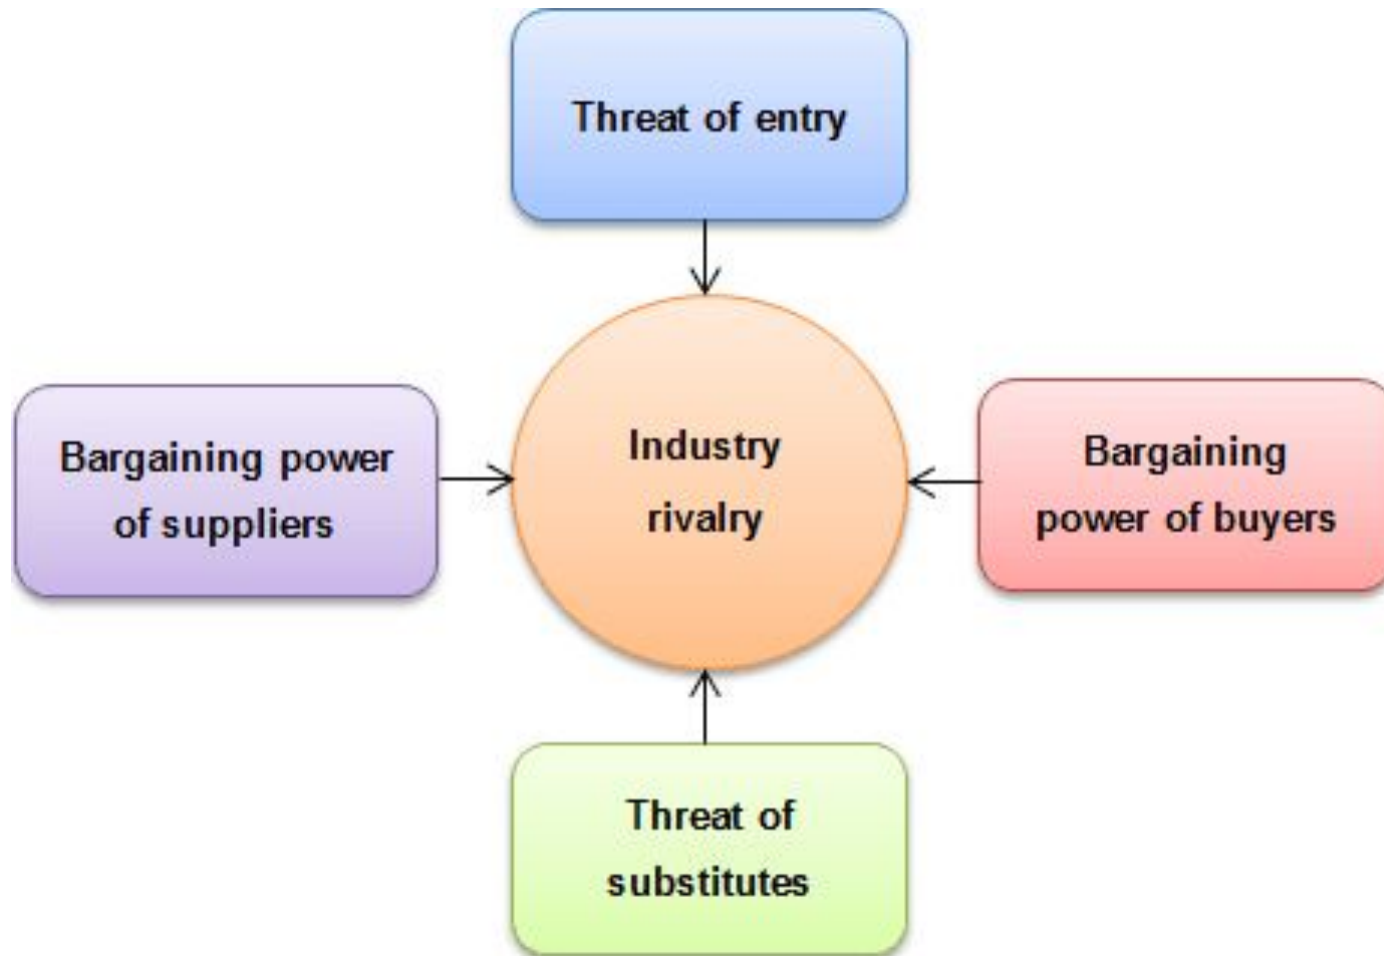 Threat of entry
Bargaining power
of suppliers
Industry
rivalry
Bargaining
power of buyers
Threat of
substitutes